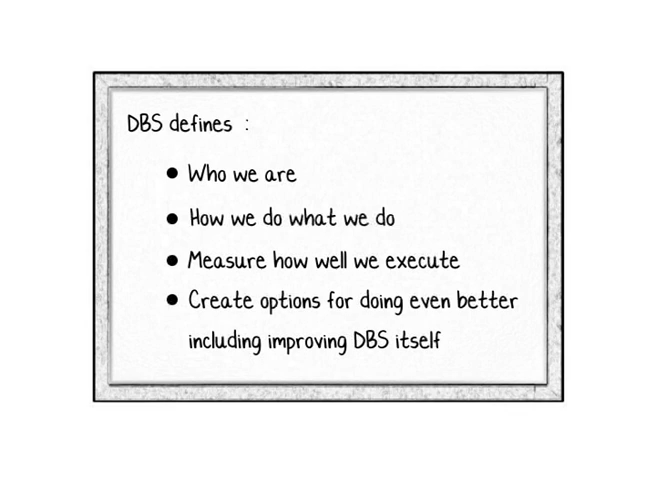 DBS defines :
● Who we are
● How we do what we do
● Measure how well we execute
● Create options for doing even better
including improving DBS itself